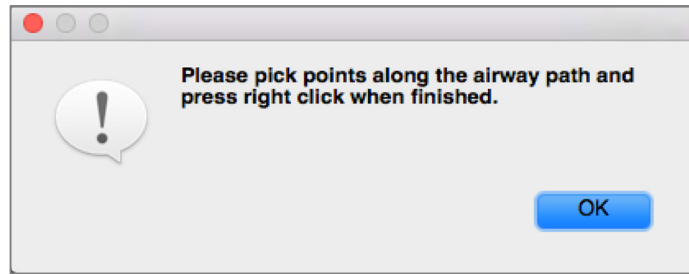 Please pick points along the airway path and
press right click when finished.
OK